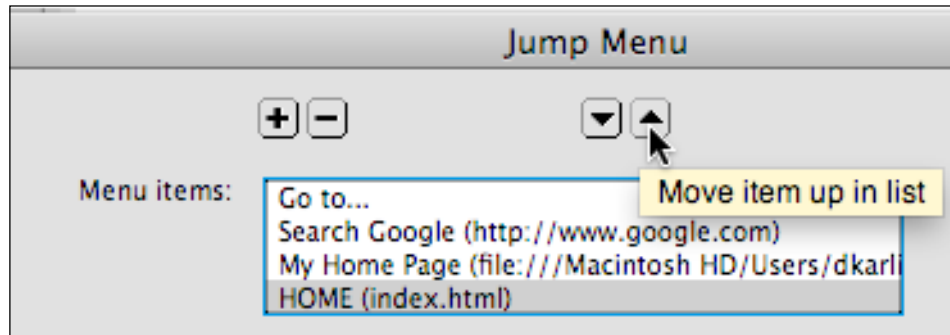 Jump Menu
Menu items:
Move item up in list
Go to...
Search Google (http://www.google.com)
My Home Page (file:///Macintosh HD/Users/dkarli
HOME (index.html)